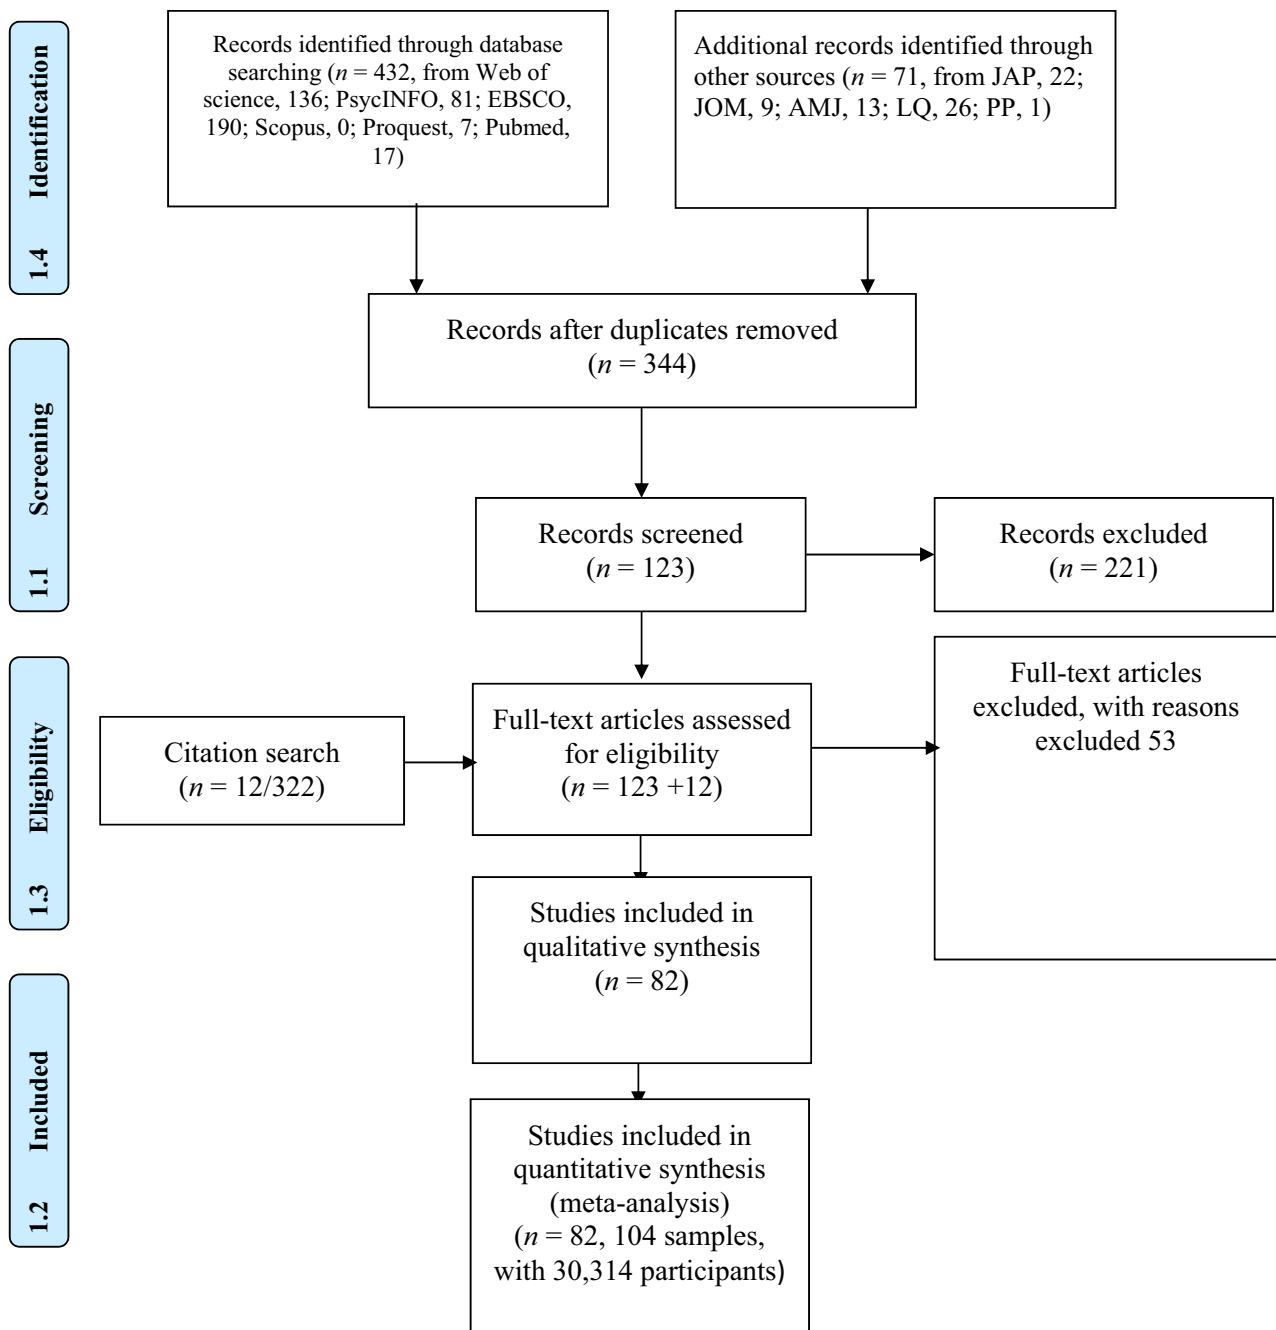 1.4 Identification
Records identified through database
searching (n = 432, from Web of
science, 136; PsycINFO, 81; EBSCO,
190; Scopus, 0; Proquest, 7; Pubmed,
17)
Additional records identified through
other sources (n = 71, from JAP, 22;
JOM, 9; AMJ, 13; LQ, 26; PP, 1)
Records after duplicates removed
(n = 344)
1.1 Screening
Records screened
(n = 123)
Records excluded
(n = 221)
1.3 Eligibility
Citation search
(n = 12/322)
Full-text articles assessed
for eligibility
(n = 123 +12)
Full-text articles
excluded, with reasons
excluded 53
Studies included in
qualitative synthesis
(n = 82)
1.2 Included
Studies included in
quantitative synthesis
(meta-analysis)
(n = 82, 104 samples,
with 30,314 participants)